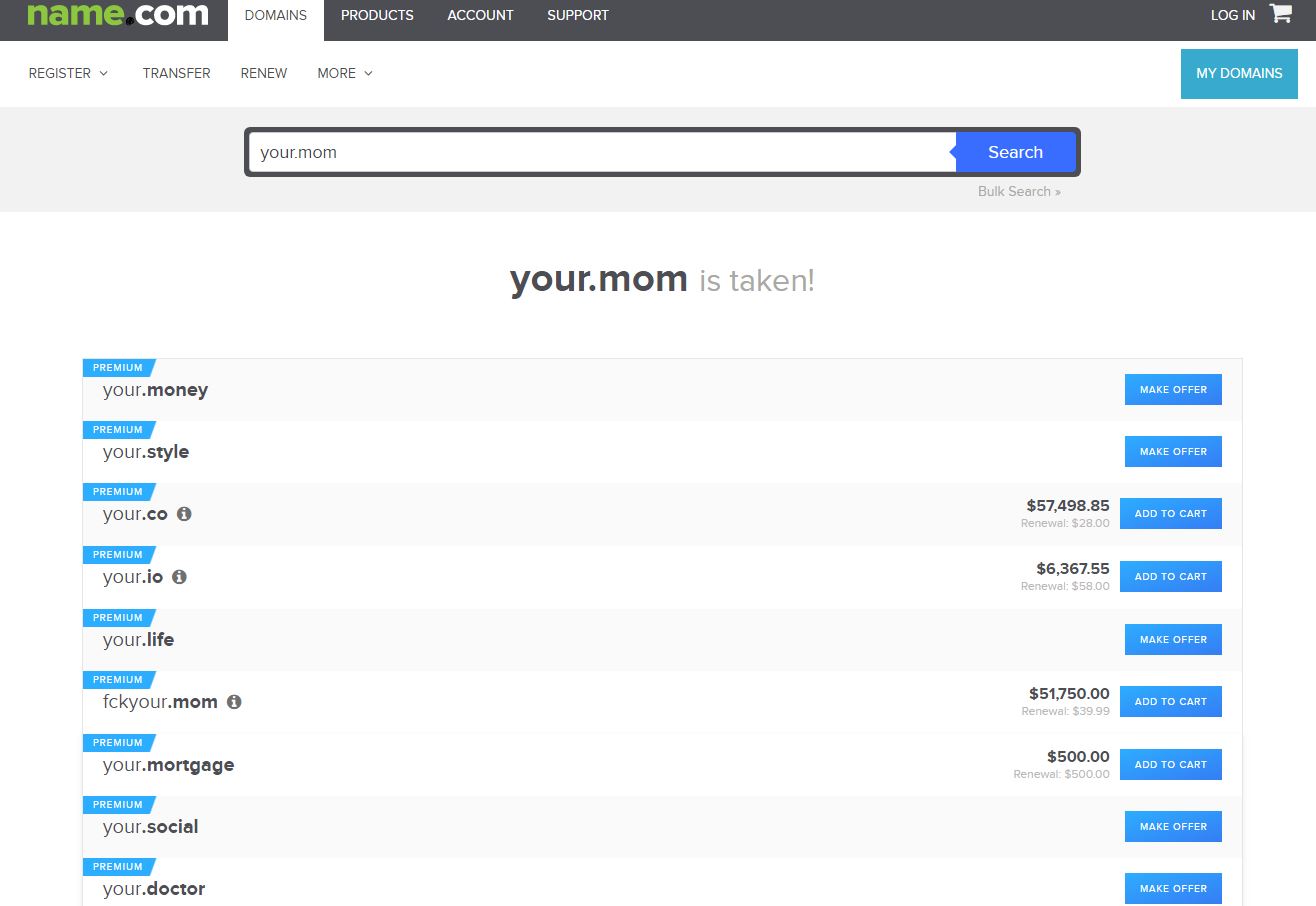 name.com
DOMAINS PRODUCTS ACCOUNT SUPPORT LOG IN
REGISTER TRANSFER RENEW MORE MY DOMAINS
your.mom Search
Bulk Search »
your.mom is taken!
PREMIUM
your.money MAKE OFFER
PREMIUM
your.style MAKE OFFER
PREMIUM
your.co $57,498.85 ADD TO CART
Renewal: $28.00
PREMIUM
your.io $6,367.55 ADD TO CART
Renewal: $58.00
PREMIUM
your.life MAKE OFFER
PREMIUM
fckyour.mom $51,750.00 ADD TO CART
Renewal: $39.99
PREMIUM
your.mortgage $500.00 ADD TO CART
Renewal: $500.00
PREMIUM
your.social MAKE OFFER
PREMIUM
your.doctor MAKE OFFER